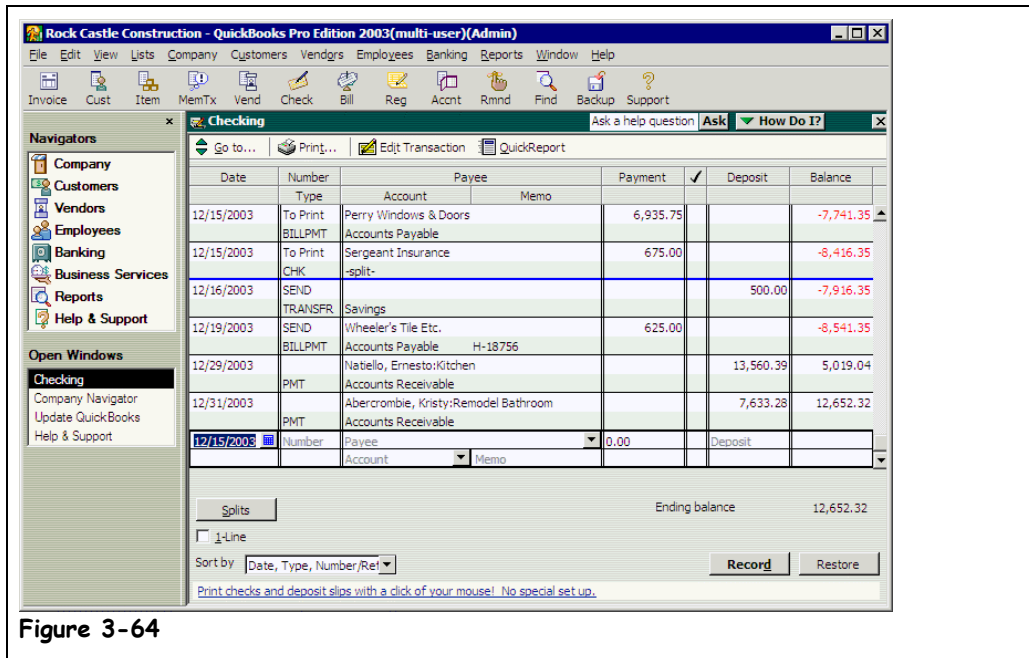 Rock Castle Construction - QuickBooks Pro Edition 2003(multi-user)(Admin)
File Edit View Lists Company Customers Vendors Employees Banking Reports Window Help
Invoice Cust Item MemTx Vend Check Bill Reg Accnt Rmnd Find Backup Support
Checking Ask a help question Ask How Do I?
Navigators
Company
Customers
Vendors
Employees
Banking
Business Services
Reports
Help & Support
Open Windows
Checking
Company Navigator
Update QuickBooks
Help & Support
Go to... Print... Edit Transaction QuickReport
Date Number Payee Payment ✓ Deposit Balance
Type Account Memo
12/15/2003 To Print Perry Windows & Doors 6,935.75 -7,741.35
BILLPMT Accounts Payable
12/15/2003 To Print Sergeant Insurance 675.00 -8,416.35
CHK -split-
12/16/2003 SEND 500.00 -7,916.35
TRANSFR Savings
12/19/2003 SEND Wheeler's Tile Etc. 625.00 -8,541.35
BILLPMT Accounts Payable H-18756
12/29/2003 Natiello, Ernesto:Kitchen 13,560.39 5,019.04
PMT Accounts Receivable
12/31/2003 Abercrombie, Kristy:Remodel Bathroom 7,633.28 12,652.32
PMT Accounts Receivable
12/15/2003 Number Payee 0.00 Deposit
Account Memo
Splits Ending balance 12,652.32
1-Line
Sort by Date, Type, Number/Ref Record Restore
Print checks and deposit slips with a click of your mouse! No special set up.
Figure 3-64